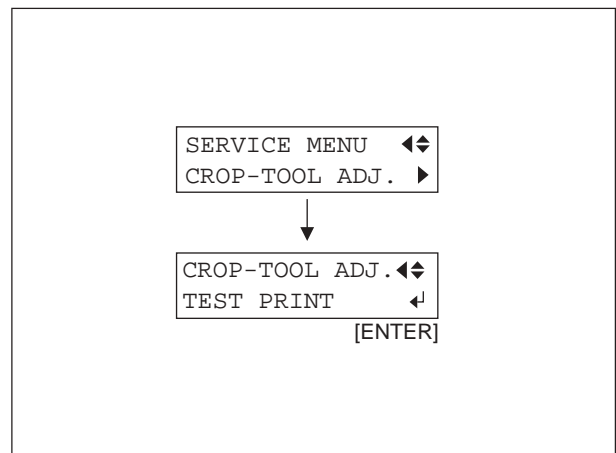 SERVICE MENU ◀◆
CROP-TOOL ADJ. ▶
CROP-TOOL ADJ.◀◆
TEST PRINT ↵
[ENTER]